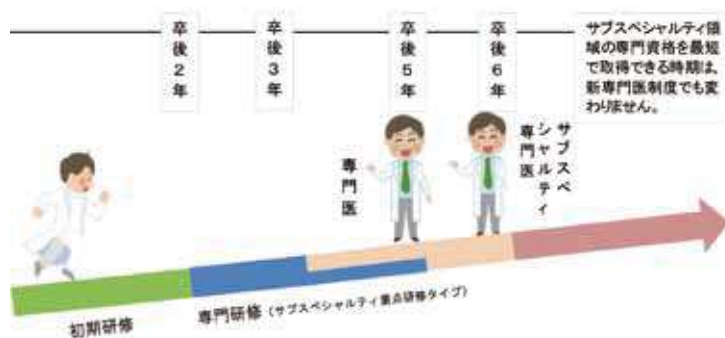 卒後2年
卒後3年
卒後5年
卒後6年
サブスペシャルティ領
域の専門資格を最短
で取得できる時期は、
新専門医制度でも変
わりません。
専門医
サブスペ
シャルティ
専門医
初期研修
専門研修（サブスペシャルティ重点研修タイプ）